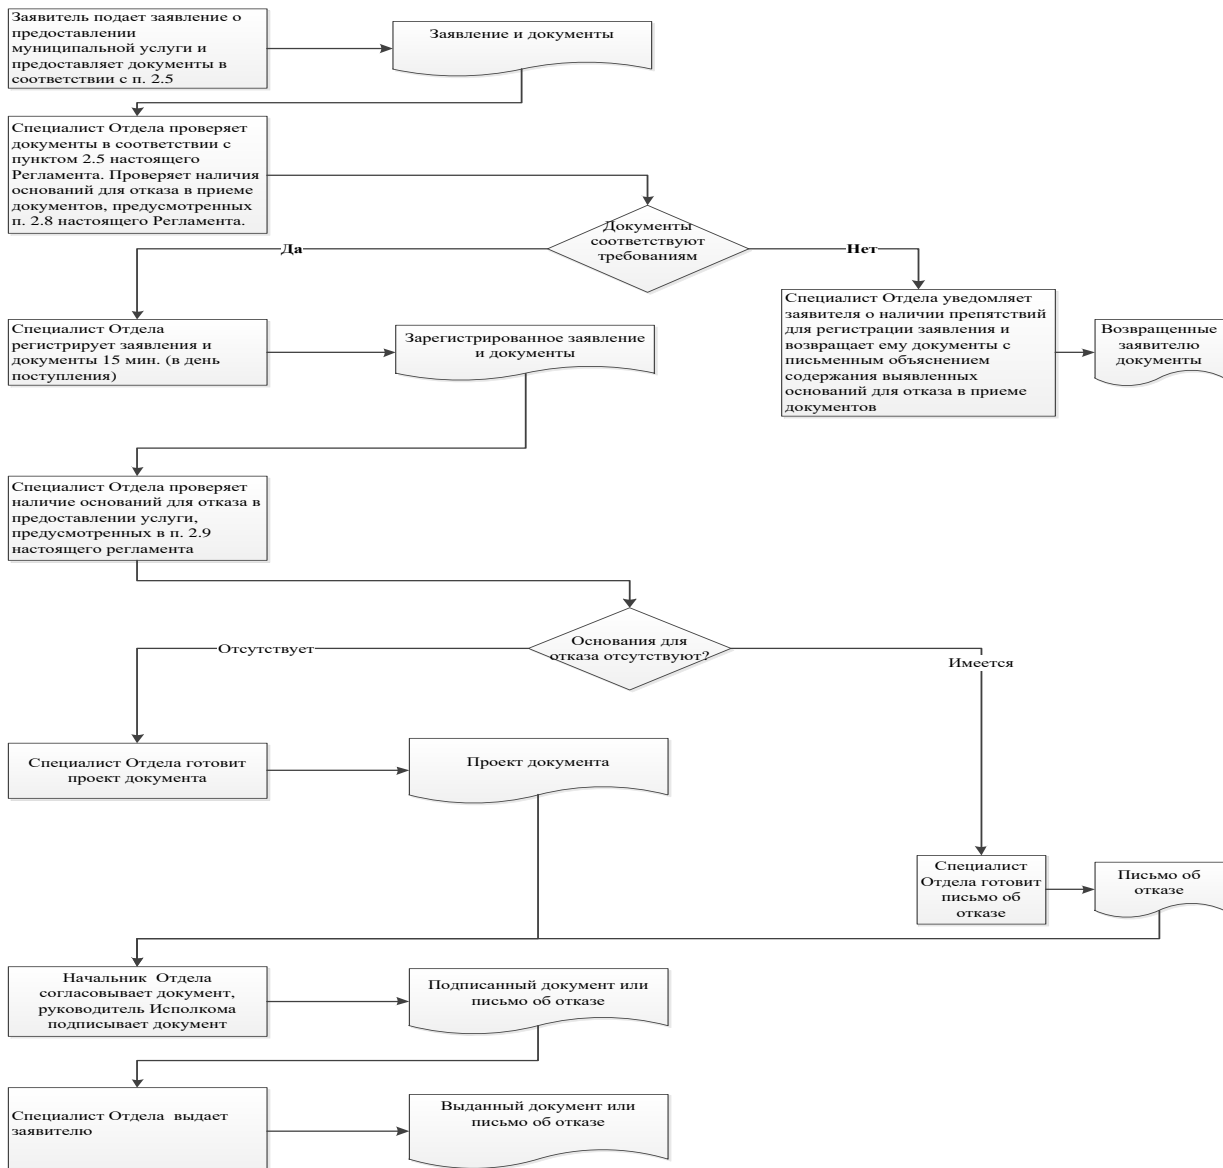 Заявитель подает заявление о
предоставлении
муниципальной услуги и
предоставляет документы в
соответствии с п. 2.5
Заявление и документы
Специалист Отдела проверяет
документы в соответствии с
пунктом 2.5 настоящего
Регламента. Проверяет наличия
оснований для отказа в приеме
документов, предусмотренных
п. 2.8 настоящего Регламента.
Документы
соответствуют
требованиям
Да
Нет
Специалист Отдела
регистрирует заявления и
документы 15 мин. (в день
поступления)
Зарегистрированное заявление
и документы
Специалист Отдела уведомляет
заявителя о наличии препятствий
для регистрации заявления и
возвращает ему документы с
письменным объяснением
содержания выявленных
оснований для отказа в приеме
документов
Возвращенные
заявителю
документы
Специалист Отдела проверяет
наличие оснований для отказа в
предоставлении услуги,
предусмотренных в п. 2.9
настоящего регламента
Основания для
отказа отсутствуют?
Отсутствует
Имеется
Специалист Отдела готовит
проект документа
Проект документа
Специалист
Отдела готовит
письмо об
отказе
Письмо об
отказе
Начальник Отдела
согласовывает документ,
руководитель Исполкома
подписывает документ
Подписанный документ или
письмо об отказе
Специалист Отдела выдает
заявителю
Выданный документ или
письмо об отказе